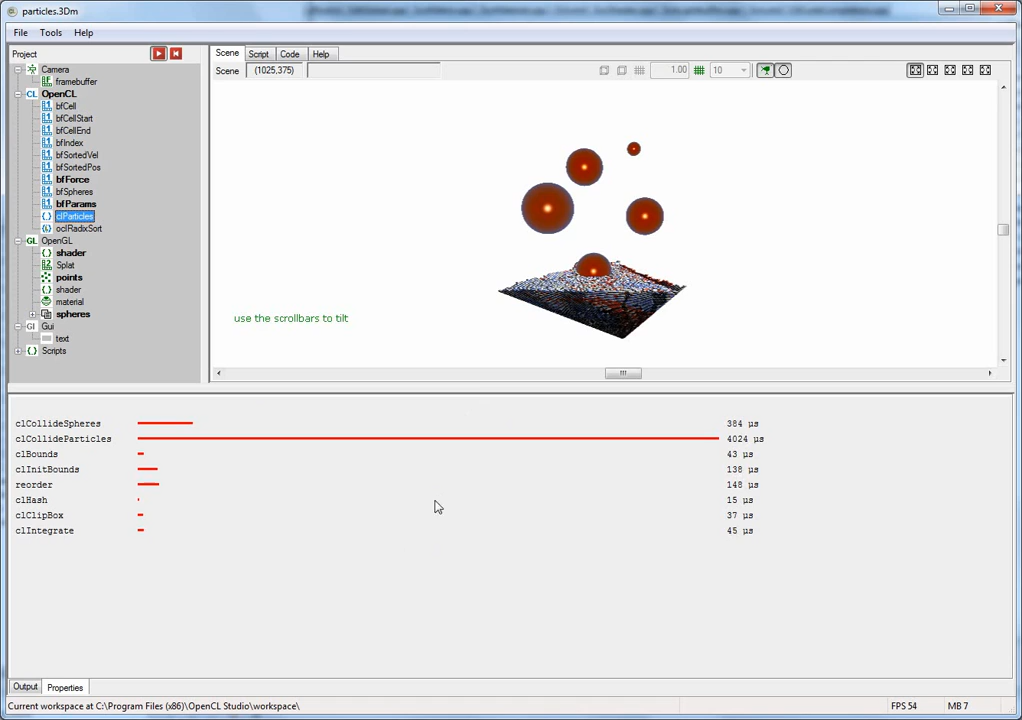 particles.3Dm
File Tools Help
Project
Camera
framebuffer
CL OpenCL
bfCell
bfCellStart
bfCellEnd
bfIndex
bfSortedVel
bfSortedPos
bfForce
bfSpheres
bfParams
clParticles
oclRadixSort
GL OpenGL
shader
Splat
points
shader
material
spheres
GI Gui
text
Scripts
Scene Script Code Help
Scene (1025,375) 1.00 10
use the scrollbars to tilt
clCollideSpheres 384 µs
clCollideParticles 4024 µs
clBounds 43 µs
clInitBounds 138 µs
reorder 148 µs
clHash 15 µs
clClipBox 37 µs
clIntegrate 45 µs
Output Properties
Current workspace at C:\Program Files (x86)\OpenCL Studio\workspace\ FPS 54 MB 7